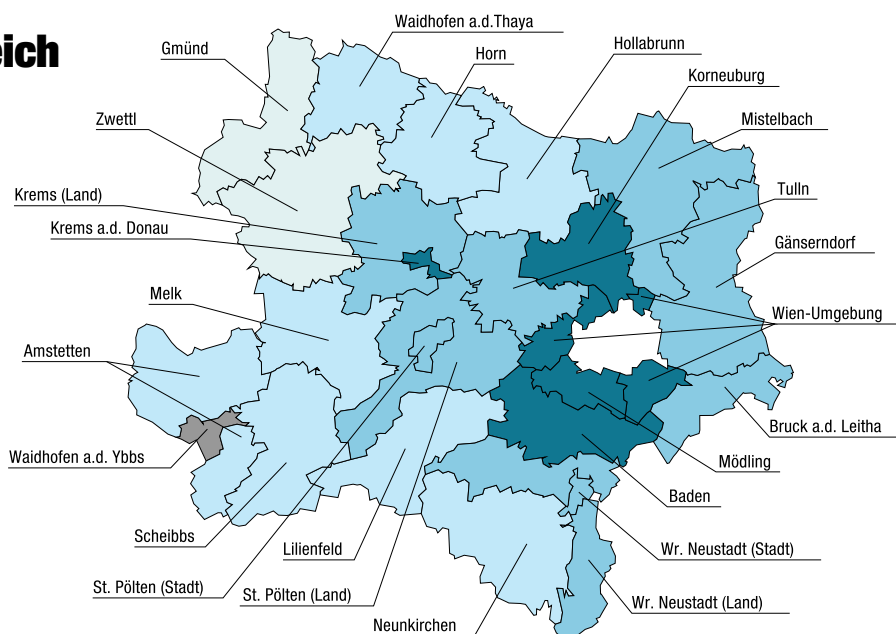 eich
Waidhofen a.d.Thaya
Gmünd
Horn
Hollabrunn
Korneuburg
Zwettl
Mistelbach
Krems (Land)
Tulln
Krems a.d. Donau
Gänserndorf
Melk
Wien-Umgebung
Amstetten
Bruck a.d. Leitha
Waidhofen a.d. Ybbs
Mödling
Baden
Scheibbs
Lilienfeld
Wr. Neustadt (Stadt)
St. Pölten (Stadt)
St. Pölten (Land)
Wr. Neustadt (Land)
Neunkirchen